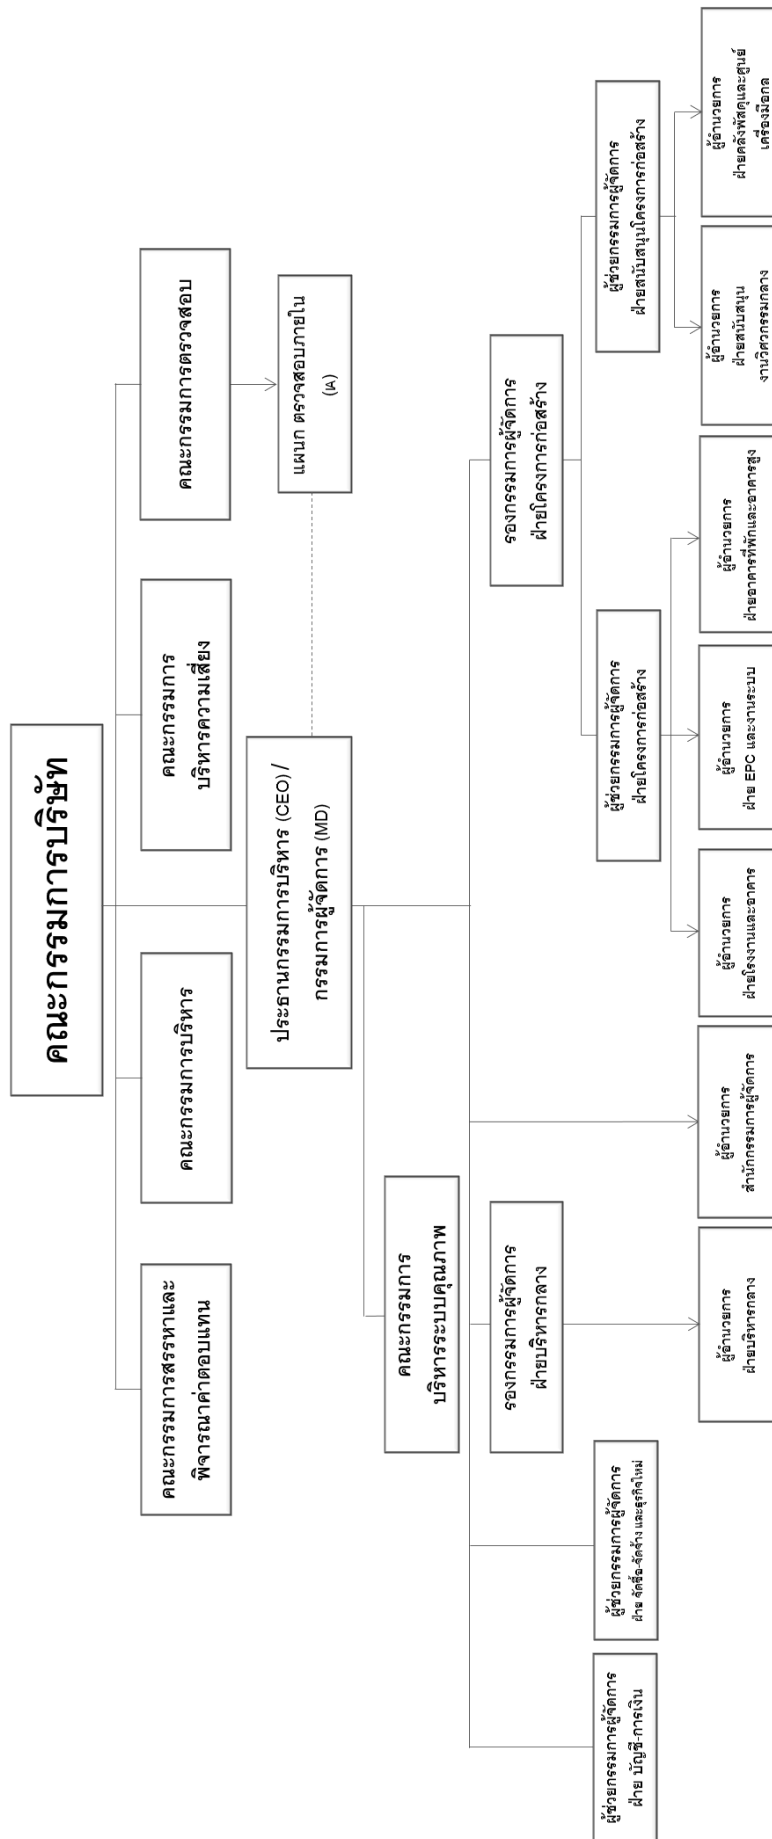 คณะกรรมการบริษัท
คณะกรรมการสรรหาและ
พิจารณาค่าตอบแทน
คณะกรรมการบริหาร
คณะกรรมการ
บริหารความเสี่ยง
คณะกรรมการตรวจสอบ
ประธานกรรมการบริหาร (CEO) /
กรรมการผู้จัดการ (MD)
แผนก ตรวจสอบภายใน
(IA)
คณะกรรมการ
บริหารระบบคุณภาพ
รองกรรมการผู้จัดการ
ฝ่ายบริหารกลาง
รองกรรมการผู้จัดการ
ฝ่ายโครงการก่อสร้าง
ผู้ช่วยกรรมการผู้จัดการ
ฝ่าย บัญชี-การเงิน
ผู้ช่วยกรรมการผู้จัดการ
ฝ่าย จัดซื้อ-จัดจ้าง และธุรกิจใหม่
ผู้ช่วยกรรมการผู้จัดการ
ฝ่ายโครงการก่อสร้าง
ผู้ช่วยกรรมการผู้จัดการ
ฝ่ายสนับสนุนโครงการก่อสร้าง
ผู้อำนวยการ
ฝ่ายบริหารกลาง
ผู้อำนวยการ
สำนักกรรมการผู้จัดการ
ผู้อำนวยการ
ฝ่ายโรงงานและอาคาร
ผู้อำนวยการ
ฝ่าย EPC และงานระบบ
ผู้อำนวยการ
ฝ่ายอาคารที่พักและอาคารสูง
ผู้อำนวยการ
ฝ่ายสนับสนุน
งานวิศวกรรมกลาง
ผู้อำนวยการ
ฝ่ายคลังพัสดุและศูนย์
เครื่องมือกล